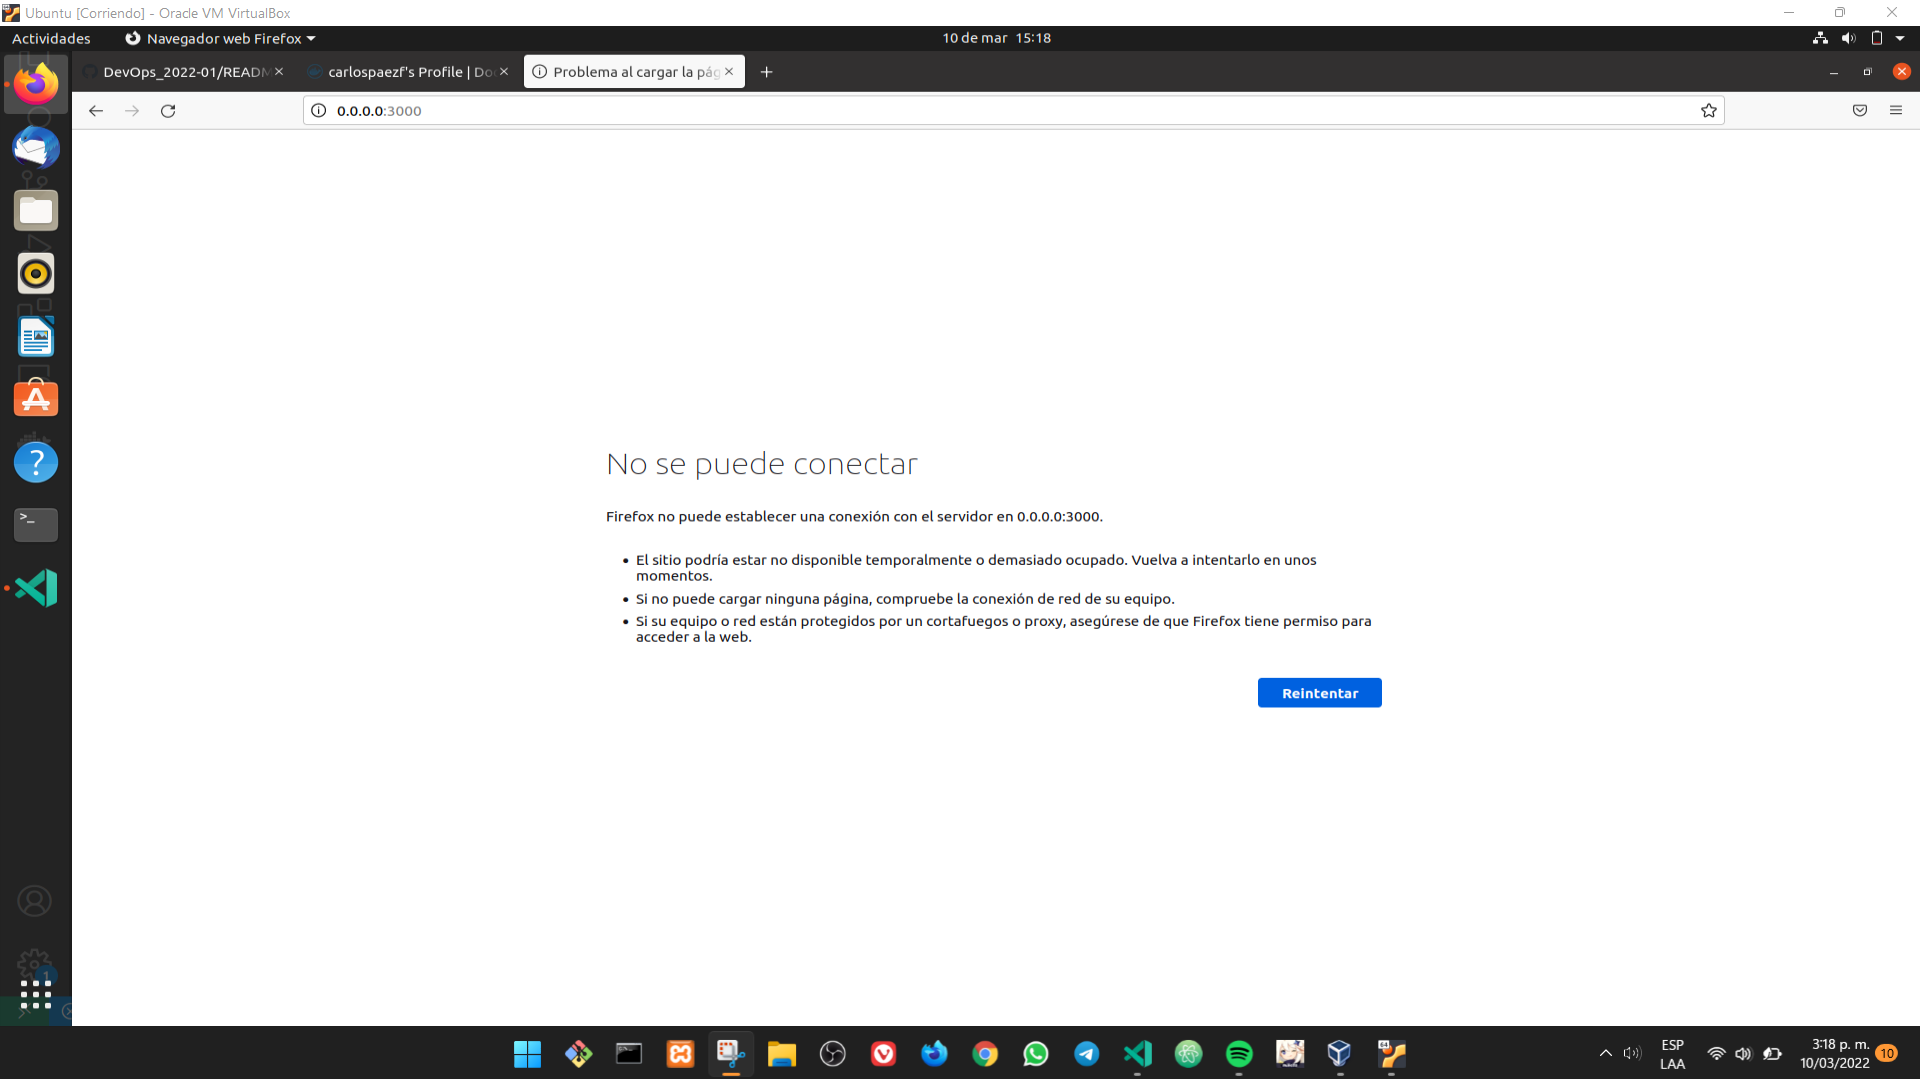 Ubuntu [Corriendo] - Oracle VM VirtualBox
Actividades
Navegador web Firefox
10 de mar 15:18
DevOps_2022-01/READM
carlospaezf's Profile | Do
Problema al cargar la pág
0.0.0.0:3000
No se puede conectar
Firefox no puede establecer una conexión con el servidor en 0.0.0.0:3000.
• El sitio podría estar no disponible temporalmente o demasiado ocupado. Vuelva a intentarlo en unos
momentos.
• Si no puede cargar ninguna página, compruebe la conexión de red de su equipo.
• Si su equipo o red están protegidos por un cortafuegos o proxy, asegúrese de que Firefox tiene permiso para
acceder a la web.
Reintentar
1
ESP
LAA
3:18 p. m.
10/03/2022
10